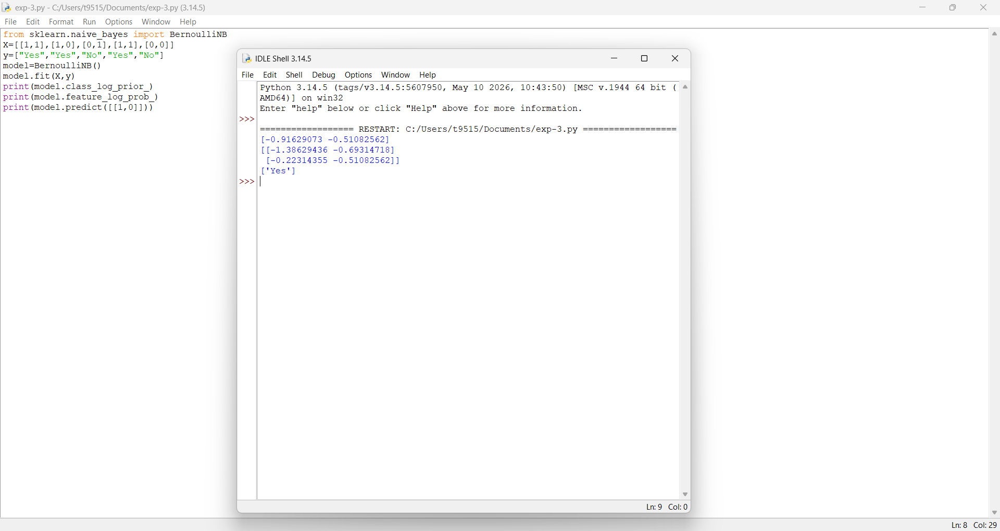 exp-3.py - C:/Users/t9515/Documents/exp-3.py (3.14.5)
File Edit Format Run Options Window Help
from sklearn.naive_bayes import BernoulliNB
X=[[1,1],[1,0],[0,1],[1,1],[0,0]]
y=["Yes","Yes","No","Yes","No"]
model=BernoulliNB()
model.fit(X,y)
print(model.class_log_prior_)
print(model.feature_log_prob_)
print(model.predict([[1,0]]))
IDLE Shell 3.14.5
File Edit Shell Debug Options Window Help
Python 3.14.5 (tags/v3.14.5:5607950, May 10 2026, 10:43:50) [MSC v.1944 64 bit (
AMD64)] on win32
Enter "help" below or click "Help" above for more information.
>>>
================== RESTART: C:/Users/t9515/Documents/exp-3.py ==================
[-0.91629073 -0.51082562]
[[-1.38629436 -0.69314718]
 [-0.22314355 -0.51082562]]
['Yes']
>>>
Ln: 9 Col: 0
Ln: 8 Col: 29